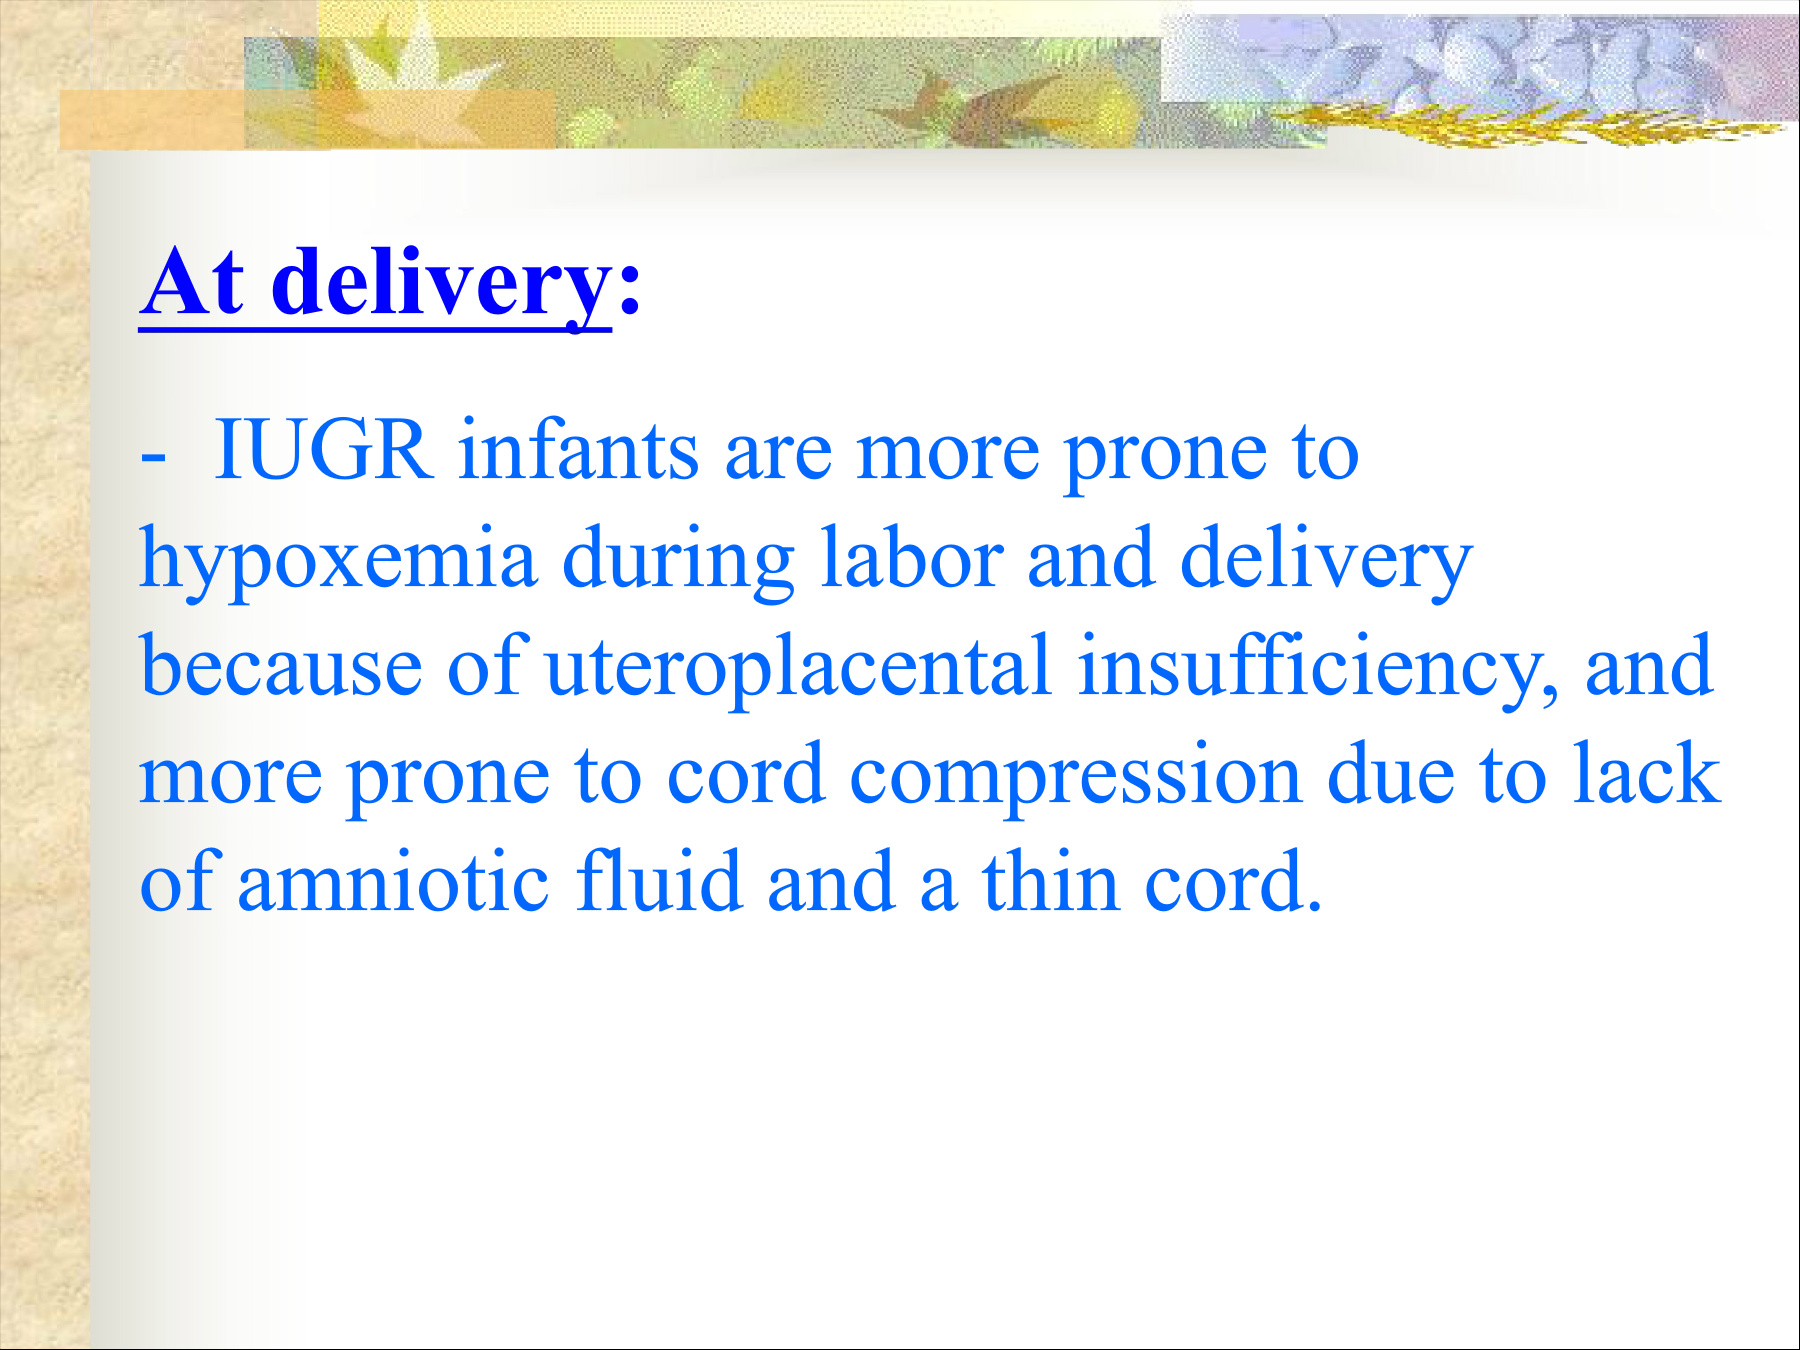 At delivery:
- IUGR infants are more prone to
hypoxemia during labor and delivery
because of uteroplacental insufficiency, and
more prone to cord compression due to lack
of amniotic fluid and a thin cord.